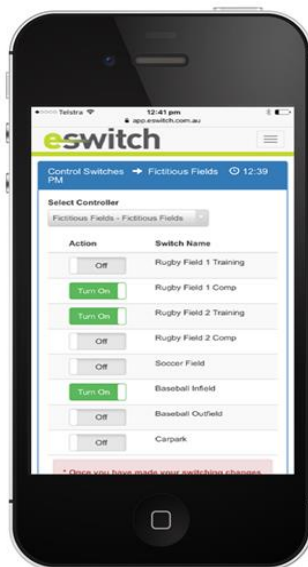 Telstra 12:41 pm
app.eswitch.com.au
eswitch
Control Switches → Fictitious Fields 12:39
PM
Select Controller
Fictitious Fields - Fictitious Fields
Action Switch Name
Off Rugby Field 1 Training
Turn On Rugby Field 1 Comp
Turn On Rugby Field 2 Training
Off Rugby Field 2 Comp
Off Soccer Field
Turn On Baseball Infield
Off Baseball Outfield
Off Carpark
* Once you have made your switching changes